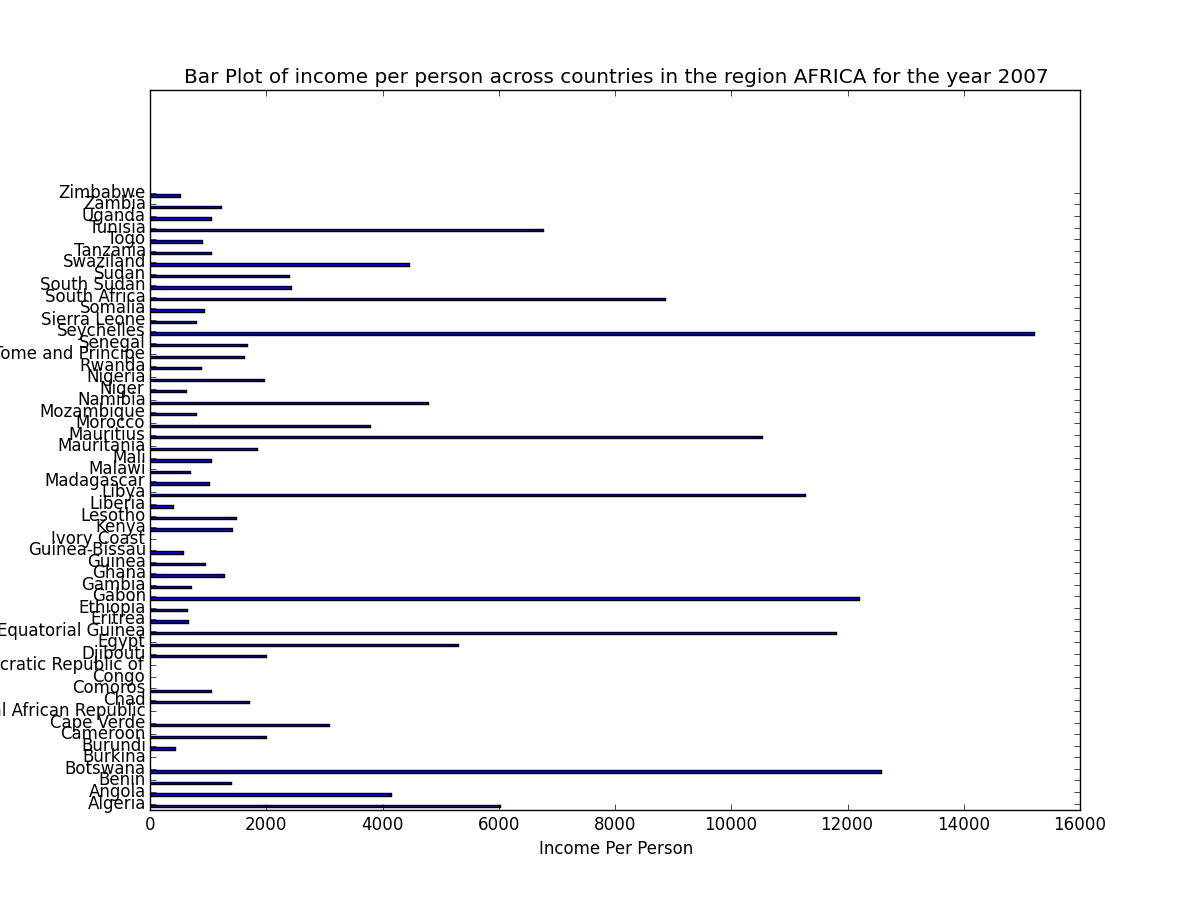 Bar Plot of income per person across countries in the region AFRICA for the year 2007
Zimbabwe
Zambia
Uganda
Tunisia
Togo
Tanzania
Swaziland
Sudan
South Sudan
South Africa
Somalia
Sierra Leone
Seychelles
Senegal
Tome and Principe
Rwanda
Nigeria
Niger
Namibia
Mozambique
Morocco
Mauritius
Mauritania
Mali
Malawi
Madagascar
Libya
Liberia
Lesotho
Kenya
Ivory Coast
Guinea-Bissau
Guinea
Ghana
Gambia
Gabon
Ethiopia
Eritrea
Equatorial Guinea
Egypt
Djibouti
cratic Republic of
Congo
Comoros
Chad
l African Republic
Cape Verde
Cameroon
Burundi
Burkina
Botswana
Benin
Angola
Algeria
0 2000 4000 6000 8000 10000 12000 14000 16000
Income Per Person